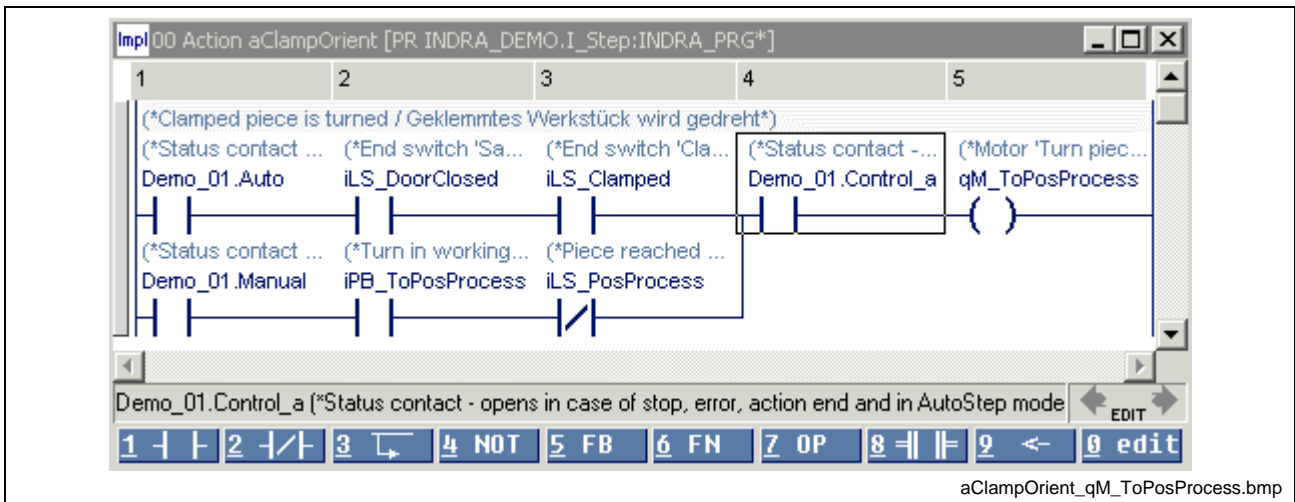 Impl 00 Action aClampOrient [PR INDRA_DEMO.I_Step:INDRA_PRG*]
1 2 3 4 5
(*Clamped piece is turned / Geklemmtes Werkstück wird gedreht*)
(*Status contact ... (*End switch 'Sa... (*End switch 'Cla... (*Status contact -... (*Motor 'Turn piec...
Demo_01.Auto iLS_DoorClosed iLS_Clamped Demo_01.Control_a qM_ToPosProcess
(*Status contact ... (*Turn in working... (*Piece reached ...
Demo_01.Manual iPB_ToPosProcess iLS_PosProcess
Demo_01.Control_a (*Status contact - opens in case of stop, error, action end and in AutoStep mode EDIT
1 2 3 4 NOT 5 FB 6 FN 7 OP 8 9 <- 0 edit
aClampOrient_qM_ToPosProcess.bmp